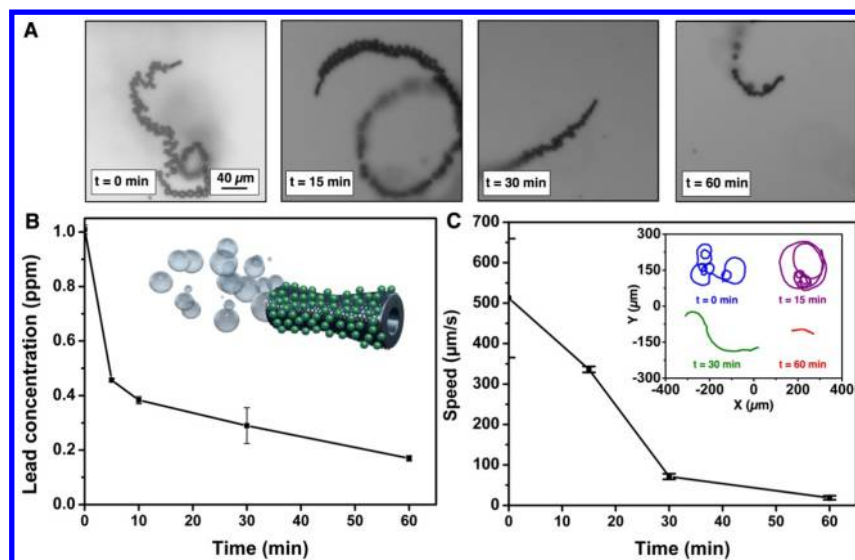 A
t = 0 min
40 µm
t = 15 min
t = 30 min
t = 60 min
B
Lead concentration (ppm)
1.0
0.8
0.6
0.4
0.2
0.0
0 10 20 30 40 50 60
Time (min)
C
Speed (µm/s)
700
600
500
400
300
200
100
0
0 10 20 30 40 50 60
Time (min)
Y (µm)
300
150
0
-150
-300
t = 0 min
t = 15 min
t = 30 min
t = 60 min
-400 -200 0 200 400
X (µm)